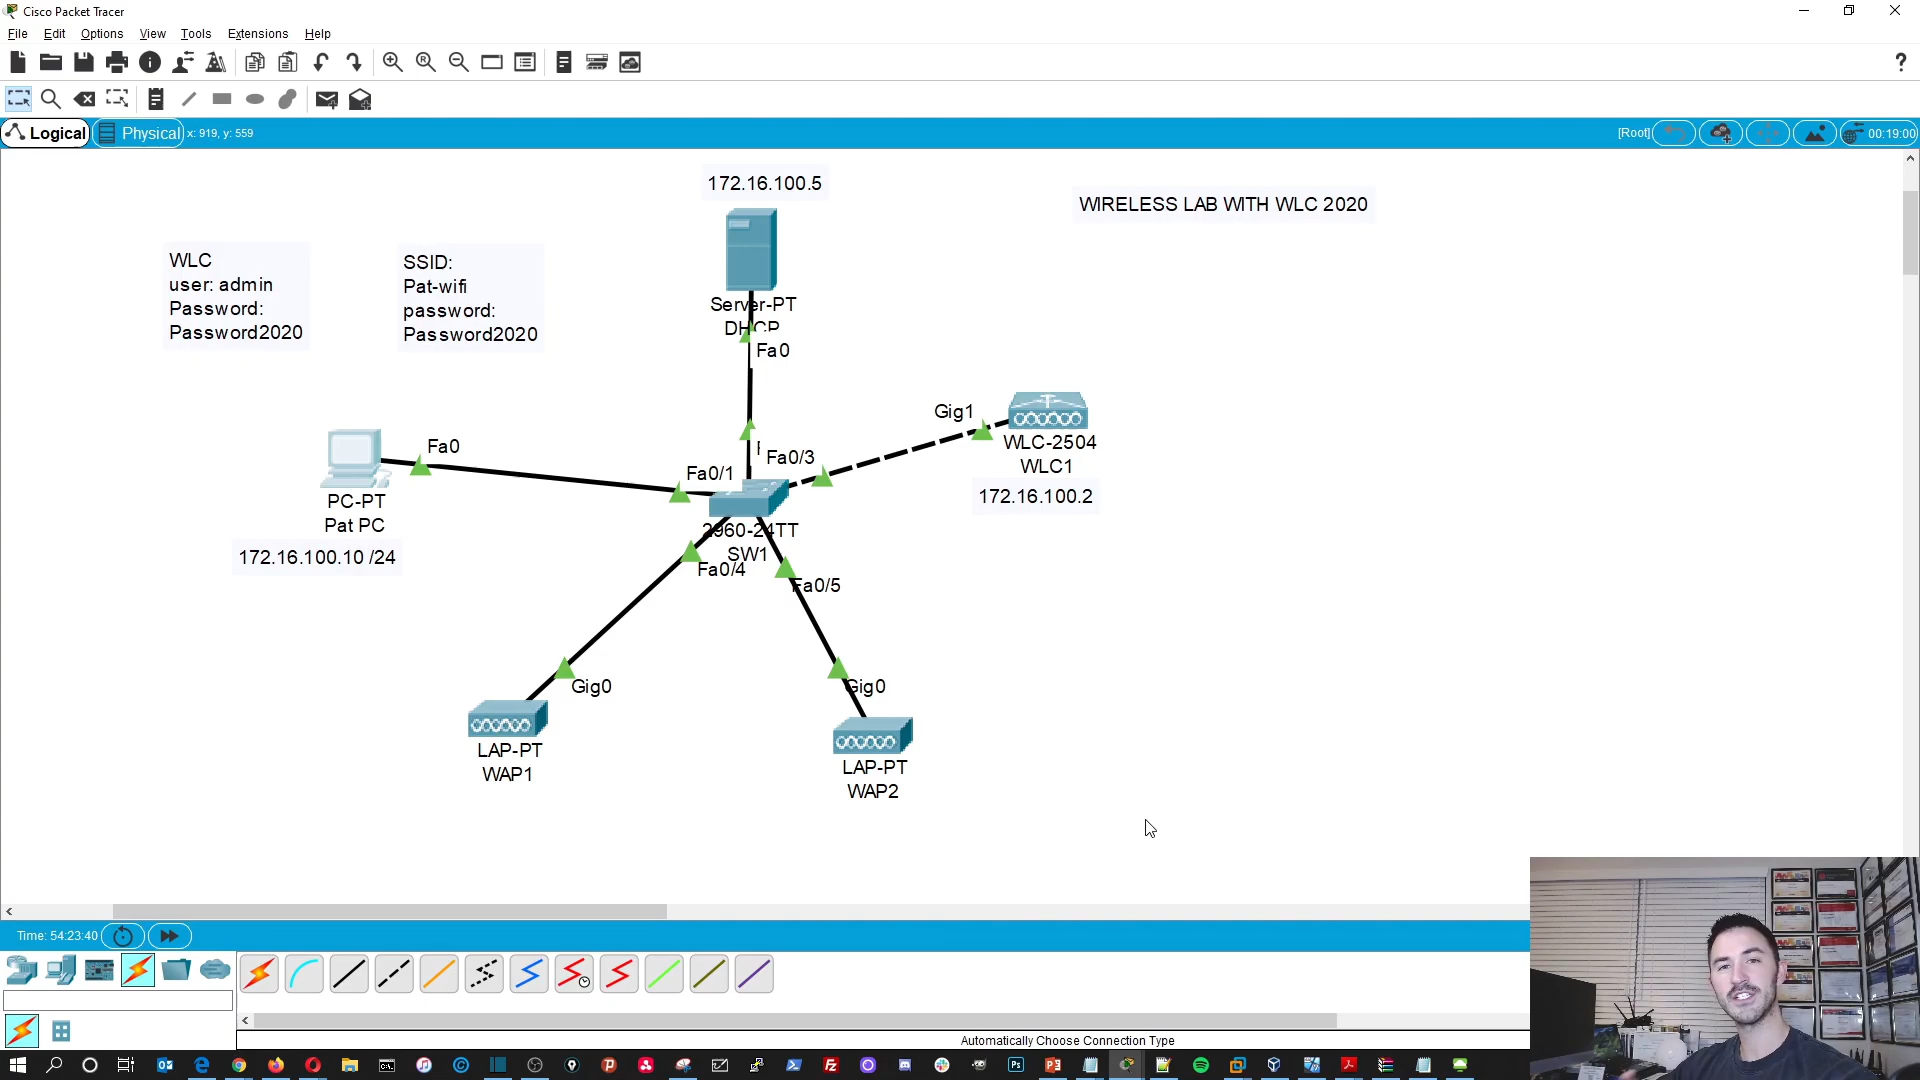 Cisco Packet Tracer
File Edit Options View Tools Extensions Help
Logical
Physical
x: 919, y: 559
[Root]
00:19:00
172.16.100.5
WIRELESS LAB WITH WLC 2020
WLC
user: admin
Password:
Password2020
SSID:
Pat-wifi
password:
Password2020
Server-PT
DHCP
Fa0
Gig1
WLC-2504
WLC1
172.16.100.2
Fa0
PC-PT
Pat PC
172.16.100.10 /24
Fa0/1
Fa0/3
2960-24TT
SW1
Fa0/4
Fa0/5
Gig0
LAP-PT
WAP1
Gig0
LAP-PT
WAP2
Time: 54:23:40
Automatically Choose Connection Type